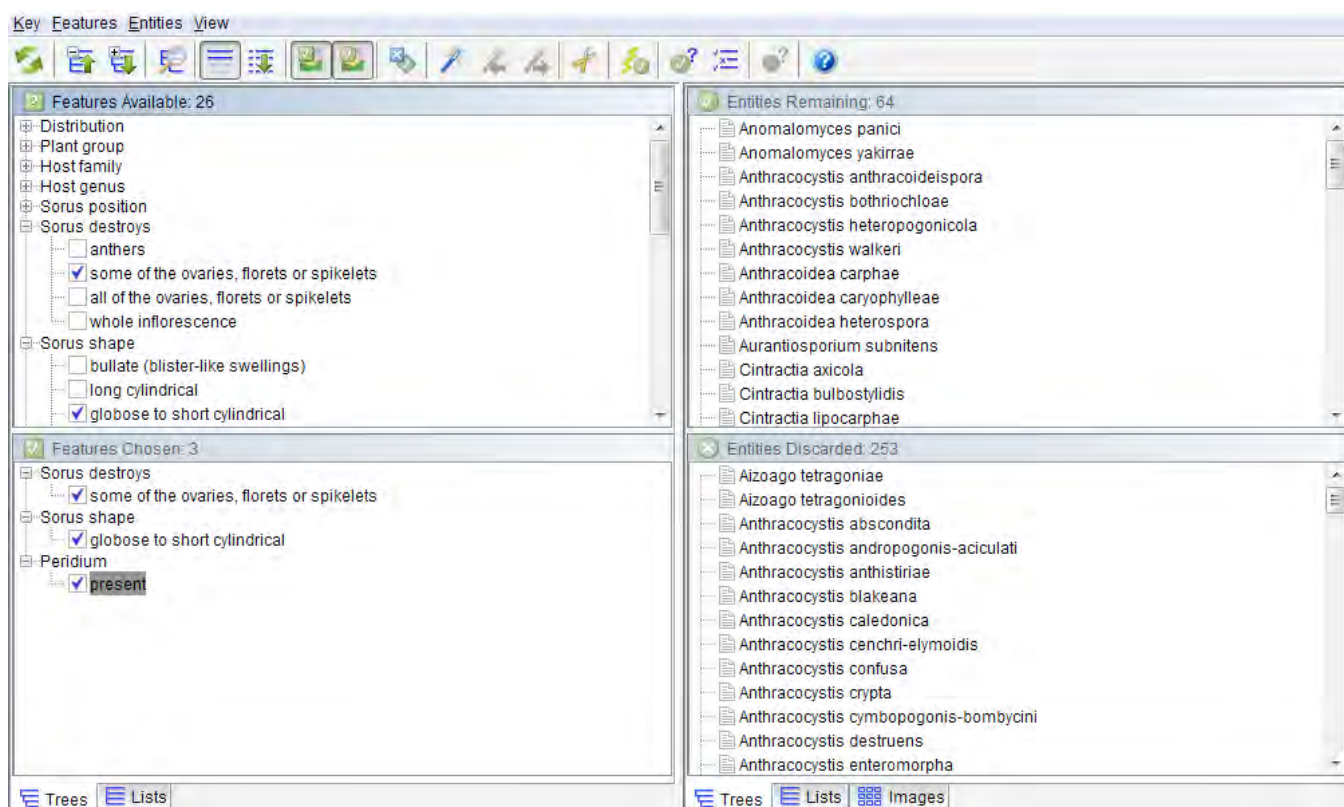 Key Features Entities View
Features Available: 26
Distribution
Plant group
Host family
Host genus
Sorus position
Sorus destroys
anthers
some of the ovaries, florets or spikelets
all of the ovaries, florets or spikelets
whole inflorescence
Sorus shape
bullate (blister-like swellings)
long cylindrical
globose to short cylindrical
Features Chosen: 3
Sorus destroys
some of the ovaries, florets or spikelets
Sorus shape
globose to short cylindrical
Peridium
present
Trees Lists
Entities Remaining: 64
Anomalomyces panici
Anomalomyces yakirrae
Anthracocystis anthracoideispora
Anthracocystis bothriochloae
Anthracocystis heteropogonicola
Anthracocystis walkeri
Anthracoidea carphae
Anthracoidea caryophylleae
Anthracoidea heterospora
Aurantiosporium subnitens
Cintractia axicola
Cintractia bulbostylidis
Cintractia lipocarphae
Entities Discarded: 253
Aizoago tetragoniae
Aizoago tetragonioides
Anthracocystis abscondita
Anthracocystis andropogonis-aciculati
Anthracocystis anthistiriae
Anthracocystis blakeana
Anthracocystis caledonica
Anthracocystis cenchri-elymoidis
Anthracocystis confusa
Anthracocystis crypta
Anthracocystis cymbopogonis-bombycini
Anthracocystis destruens
Anthracocystis enteromorpha
Trees Lists Images